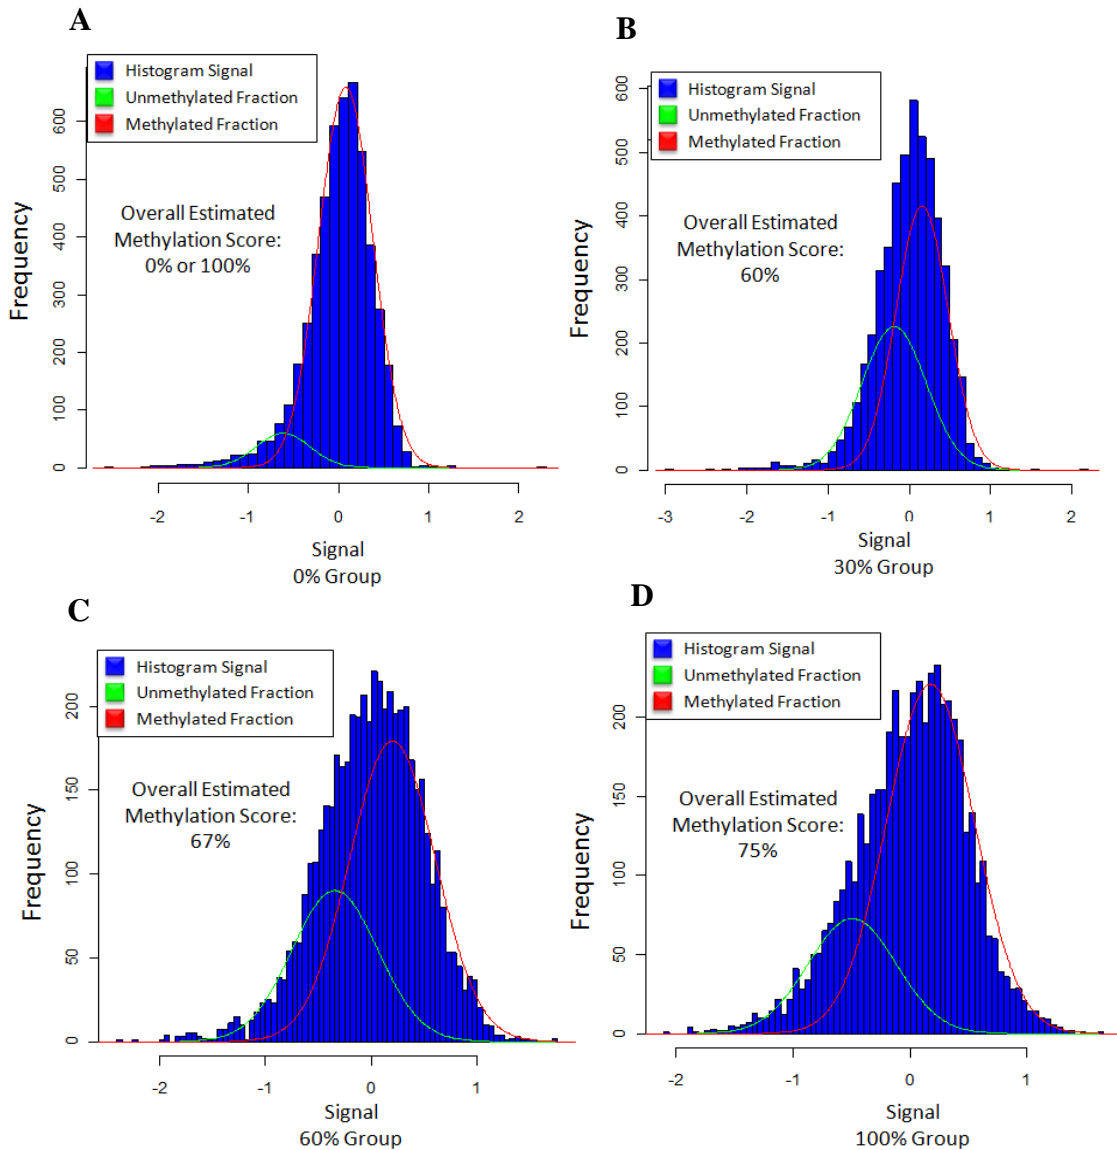 A
Histogram Signal
Unmethylated Fraction
Methylated Fraction
Overall Estimated
Methylation Score:
0% or 100%
Frequency
0
100
200
300
400
500
600
-2
-1
0
1
2
Signal
0% Group
B
Histogram Signal
Unmethylated Fraction
Methylated Fraction
Overall Estimated
Methylation Score:
60%
Frequency
0
100
200
300
400
500
600
-3
-2
-1
0
1
2
Signal
30% Group
C
Histogram Signal
Unmethylated Fraction
Methylated Fraction
Overall Estimated
Methylation Score:
67%
Frequency
0
50
100
150
200
-2
-1
0
1
Signal
60% Group
D
Histogram Signal
Unmethylated Fraction
Methylated Fraction
Overall Estimated
Methylation Score:
75%
Frequency
0
50
100
150
200
-2
-1
0
1
Signal
100% Group